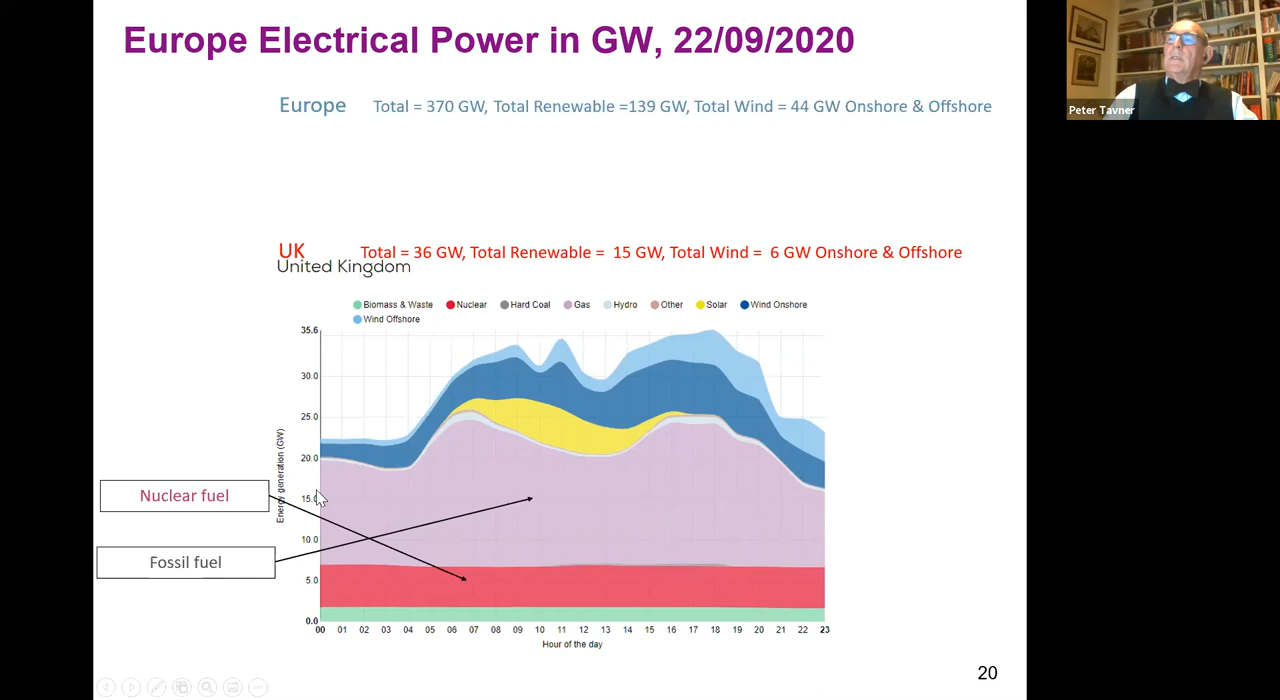 Europe Electrical Power in GW, 22/09/2020
Peter Tavner
Europe Total = 370 GW, Total Renewable =139 GW, Total Wind = 44 GW Onshore & Offshore
UK Total = 36 GW, Total Renewable = 15 GW, Total Wind = 6 GW Onshore & Offshore
United Kingdom
Biomass & Waste Nuclear Hard Coal Gas Hydro Other Solar Wind Onshore
Wind Offshore
35.6
30.0
25.0
20.0
15.0
10.0
5.0
0.0
Energy generation (GW)
Nuclear fuel
Fossil fuel
00 01 02 03 04 05 06 07 08 09 10 11 12 13 14 15 16 17 18 19 20 21 22 23
Hour of the day
20